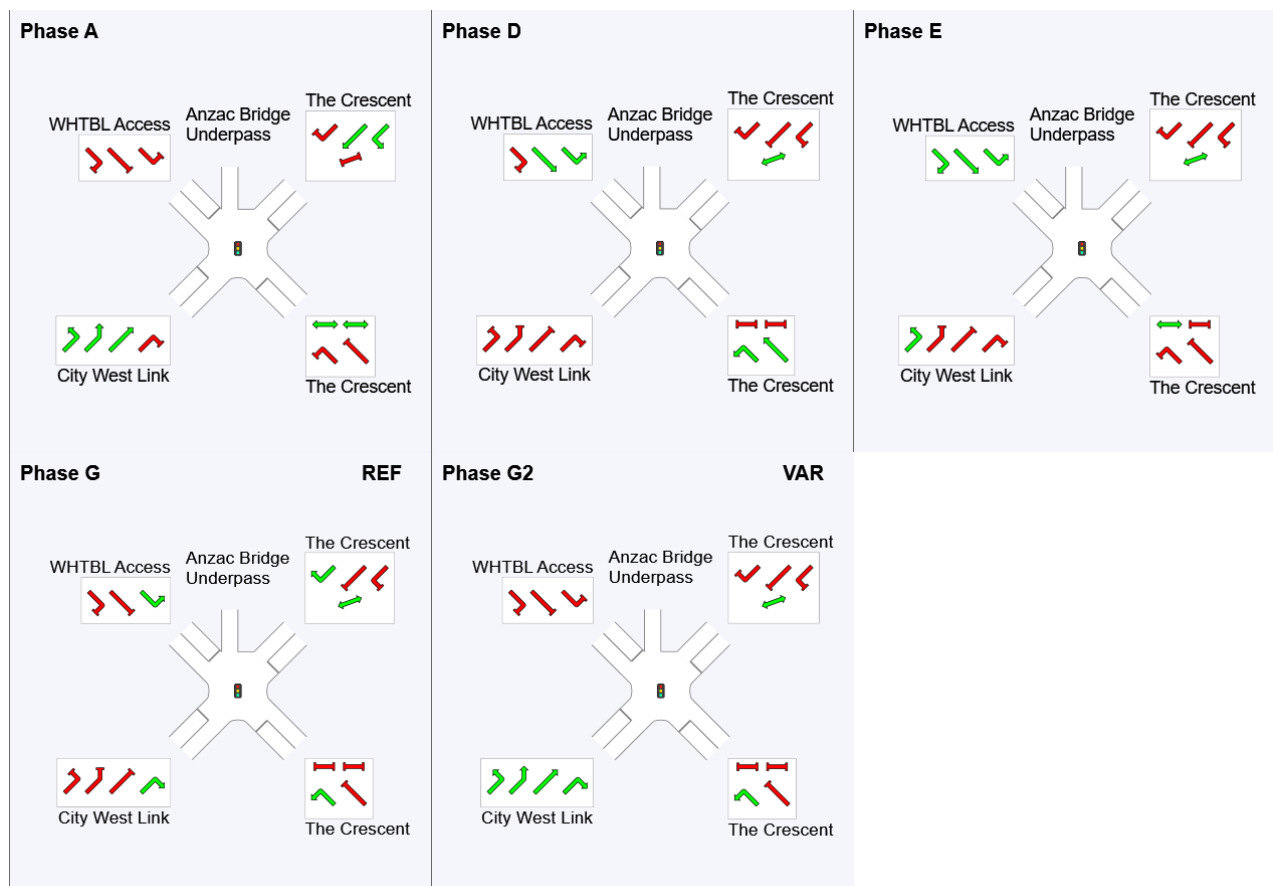 Phase A
The Crescent
Anzac Bridge
Underpass
WHTBL Access
City West Link
The Crescent
Phase D
The Crescent
Anzac Bridge
Underpass
WHTBL Access
City West Link
The Crescent
Phase E
The Crescent
Anzac Bridge
Underpass
WHTBL Access
City West Link
The Crescent
Phase G REF
The Crescent
Anzac Bridge
Underpass
WHTBL Access
City West Link
The Crescent
Phase G2 VAR
The Crescent
Anzac Bridge
Underpass
WHTBL Access
City West Link
The Crescent